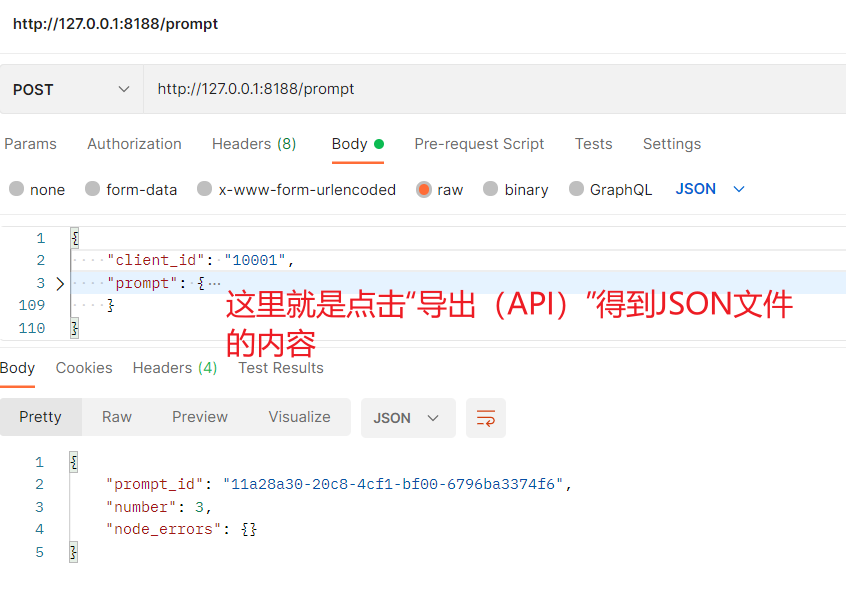 http://127.0.0.1:8188/prompt
POST http://127.0.0.1:8188/prompt
Params Authorization Headers (8) Body Pre-request Script Tests Settings
none form-data x-www-form-urlencoded raw binary GraphQL JSON
1 {
2 "client_id": "10001",
3 "prompt": {…
109 }
110 }
这里就是点击“导出（API）”得到JSON文件
的内容
Body Cookies Headers (4) Test Results
Pretty Raw Preview Visualize JSON
1 {
2 "prompt_id": "11a28a30-20c8-4cf1-bf00-6796ba3374f6",
3 "number": 3,
4 "node_errors": {}
5 }